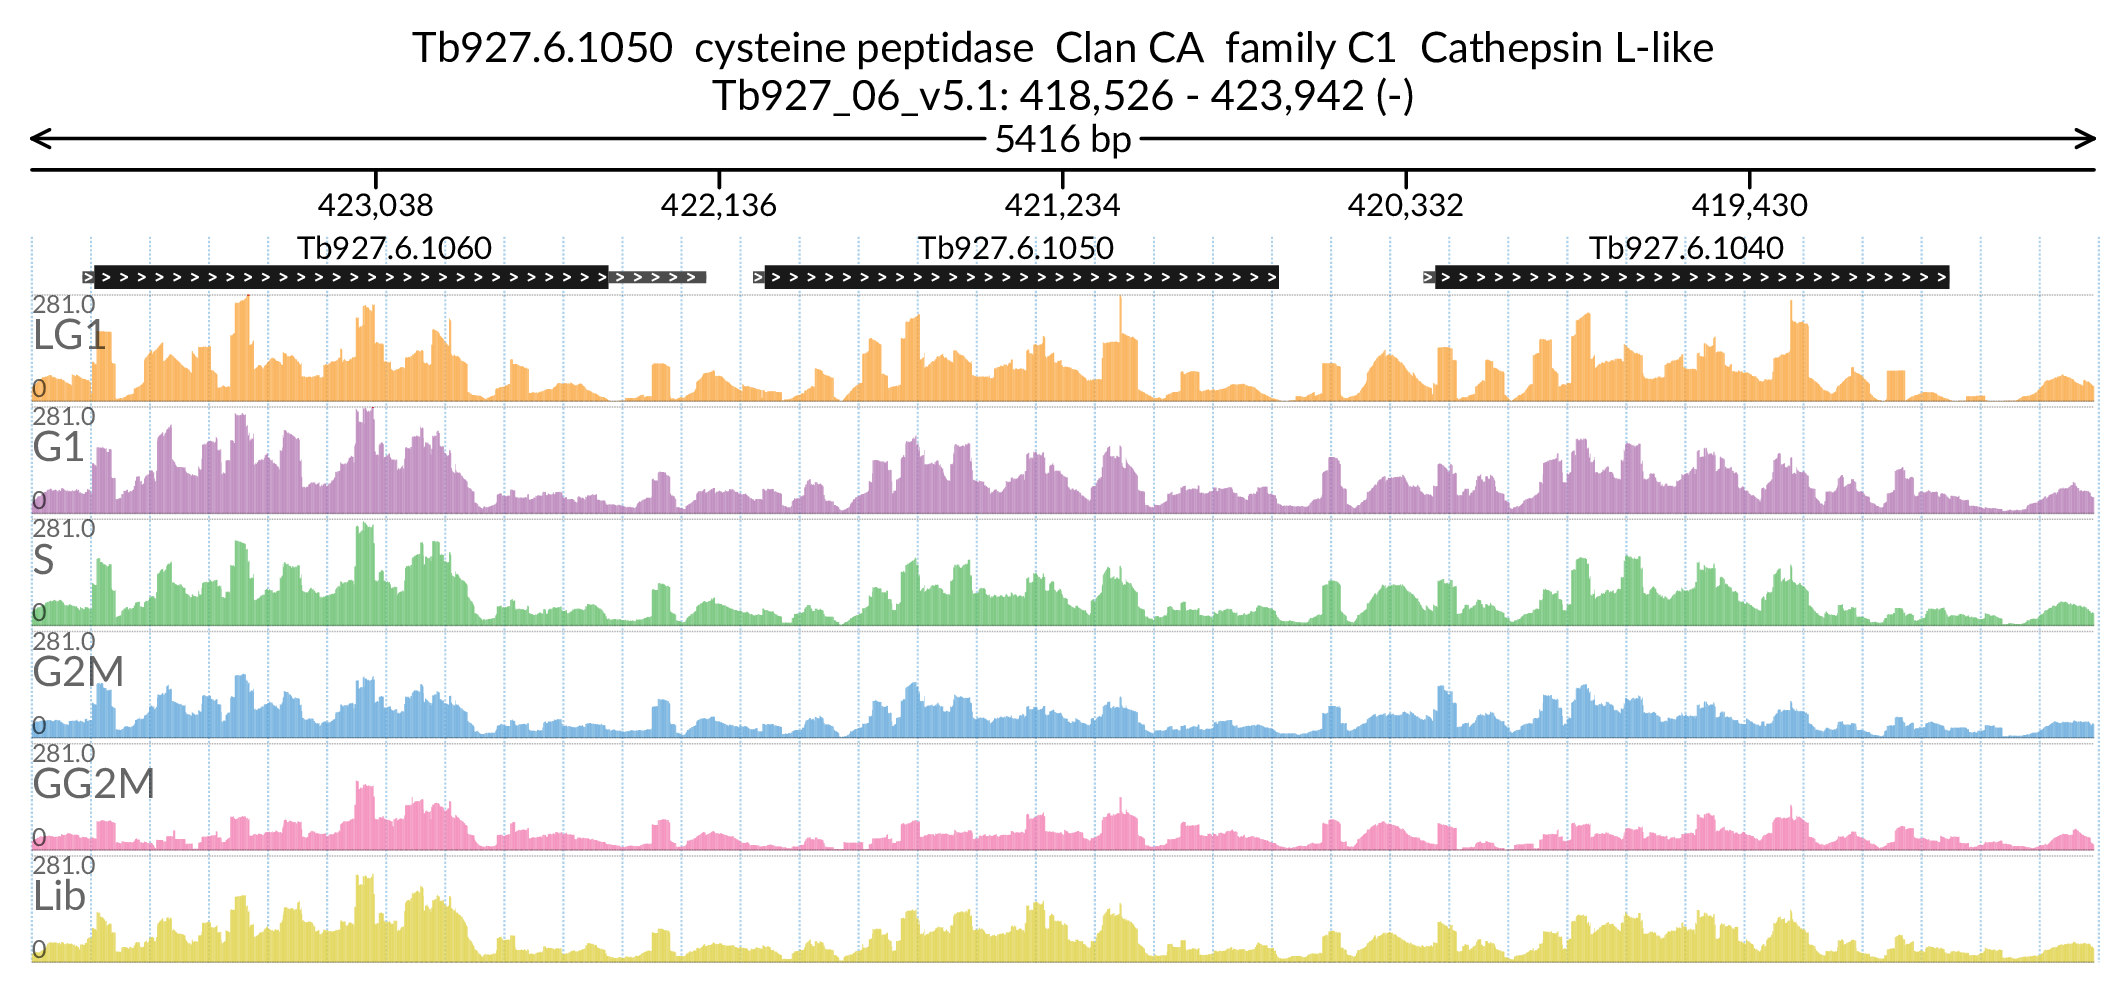 Tb927.6.1050 cysteine peptidase Clan CA family C1 Cathepsin L-like
Tb927_06_v5.1: 418,526 - 423,942 (-)
5416 bp
423,038 422,136 421,234 420,332 419,430
Tb927.6.1060 Tb927.6.1050 Tb927.6.1040
281.0
LG1
0
281.0
G1
0
281.0
S
0
281.0
G2M
0
281.0
GG2M
0
281.0
Lib
0